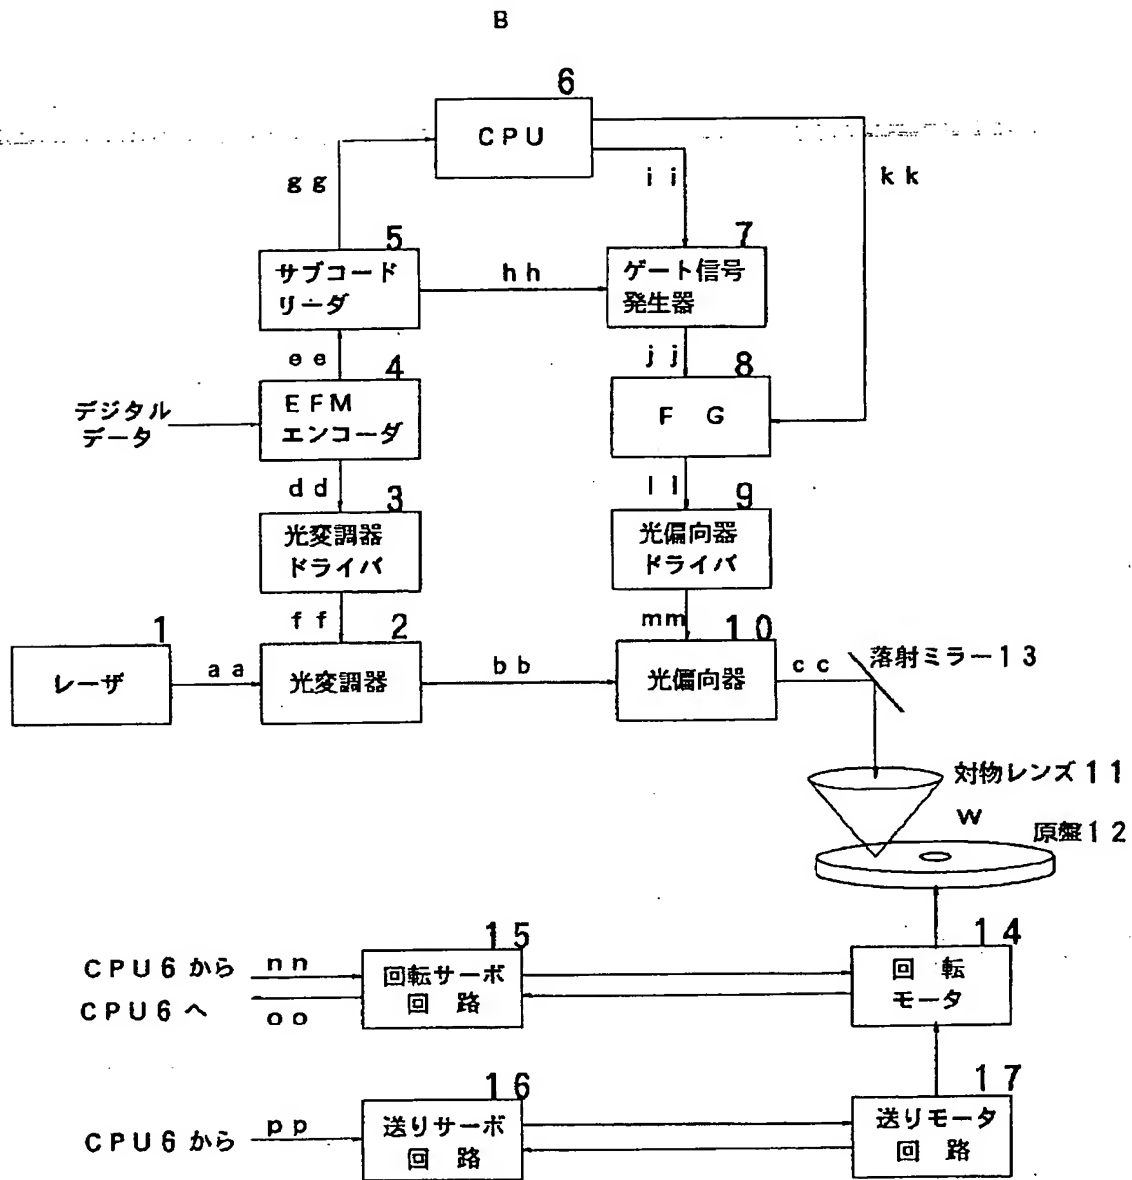 B
6
CPU
gg
ii
kk
5
サブコード
リーダ
hh
7
ゲート信号
発生器
ee
jj
4
EFM
エンコーダ
デジタル
データ
8
F G
dd
ll
3
光変調器
ドライバ
9
光偏向器
ドライバ
ff
mm
1
レーザ
aa
2
光変調器
bb
10
光偏向器
cc
落射ミラー13
対物レンズ11
W
原盤12
15
回転サーボ
回 路
14
回 転
モータ
CPU6から
nn
CPU6へ
oo
16
送りサーボ
回 路
17
送りモータ
回 路
CPU6から
pp